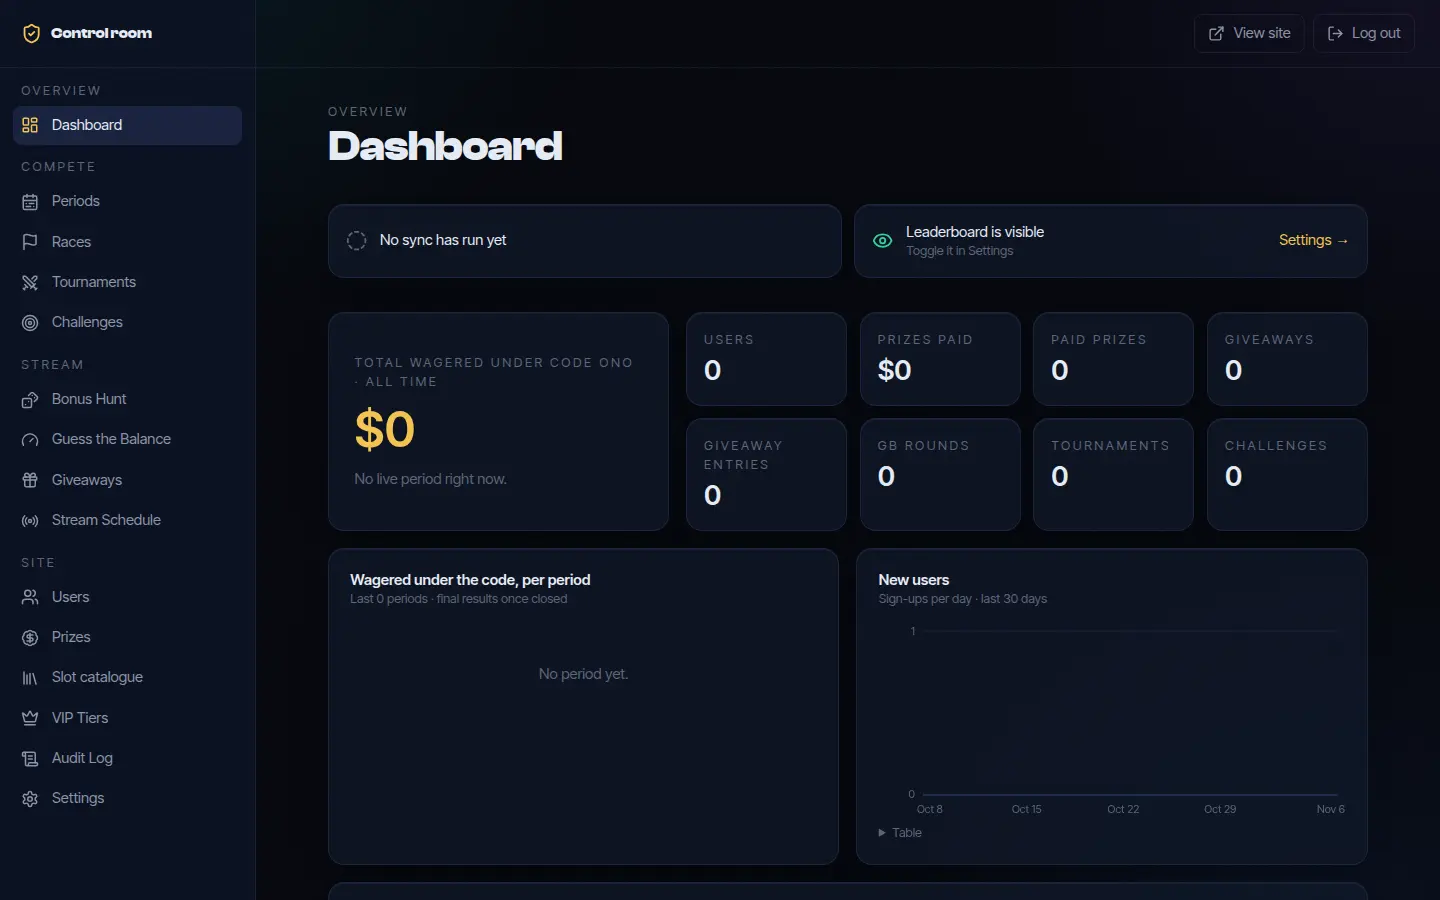 Control room
View site
Log out
OVERVIEW
Dashboard
COMPETE
Periods
Races
Tournaments
Challenges
STREAM
Bonus Hunt
Guess the Balance
Giveaways
Stream Schedule
SITE
Users
Prizes
Slot catalogue
VIP Tiers
Audit Log
Settings
OVERVIEW
Dashboard
No sync has run yet
Leaderboard is visible
Toggle it in Settings
Settings →
TOTAL WAGERED UNDER CODE ONO
· ALL TIME
$0
No live period right now.
USERS
0
PRIZES PAID
$0
PAID PRIZES
0
GIVEAWAYS
0
GIVEAWAY
ENTRIES
0
GB ROUNDS
0
TOURNAMENTS
0
CHALLENGES
0
Wagered under the code, per period
Last 0 periods · final results once closed
No period yet.
New users
Sign-ups per day · last 30 days
1
0
Oct 8
Oct 15
Oct 22
Oct 29
Nov 6
Table